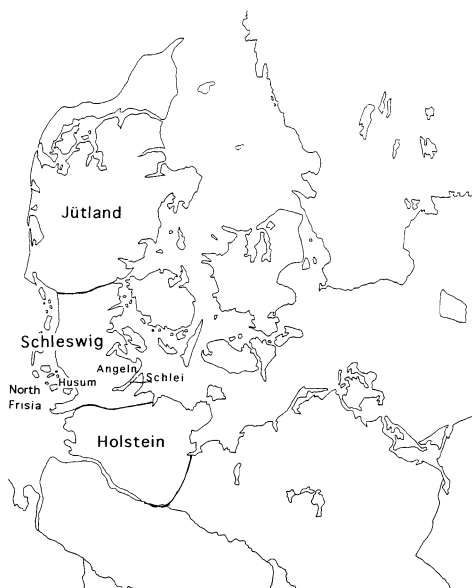 Jütland
Schleswig
Angeln
Schlei
Husum
North
Frisia
Holstein